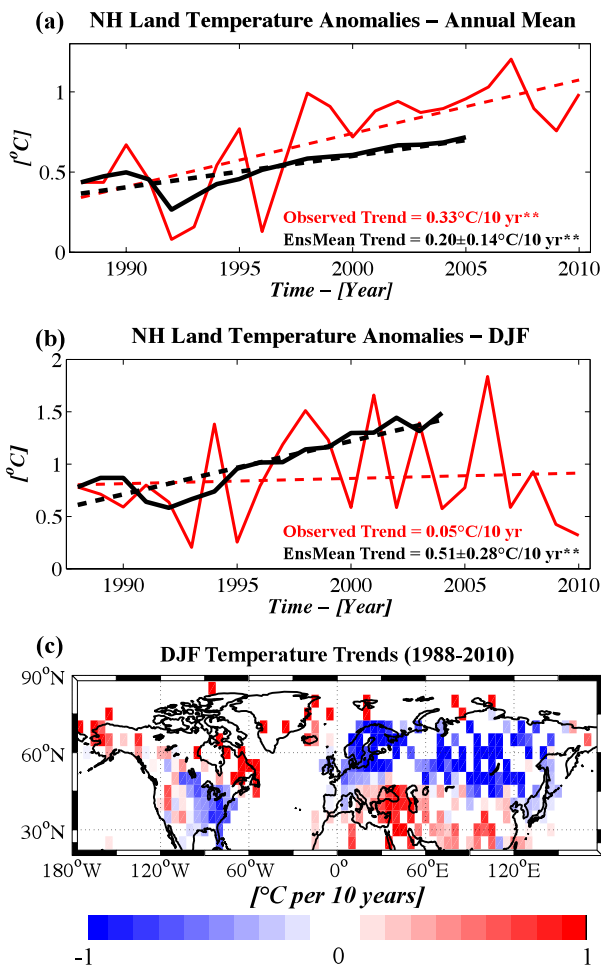 (a) NH Land Temperature Anomalies – Annual Mean
1
0.5
0
[°C]
Observed Trend = 0.33°C/10 yr**
EnsMean Trend = 0.20±0.14°C/10 yr**
1990 1995 2000 2005 2010
Time – [Year]
(b) NH Land Temperature Anomalies – DJF
2
1.5
1
0.5
0
[°C]
Observed Trend = 0.05°C/10 yr
EnsMean Trend = 0.51±0.28°C/10 yr**
1990 1995 2000 2005 2010
Time – [Year]
(c) DJF Temperature Trends (1988-2010)
90°N
60°N
30°N
180°W 120°W 60°W 0° 60°E 120°E
[°C per 10 years]
-1 0 1